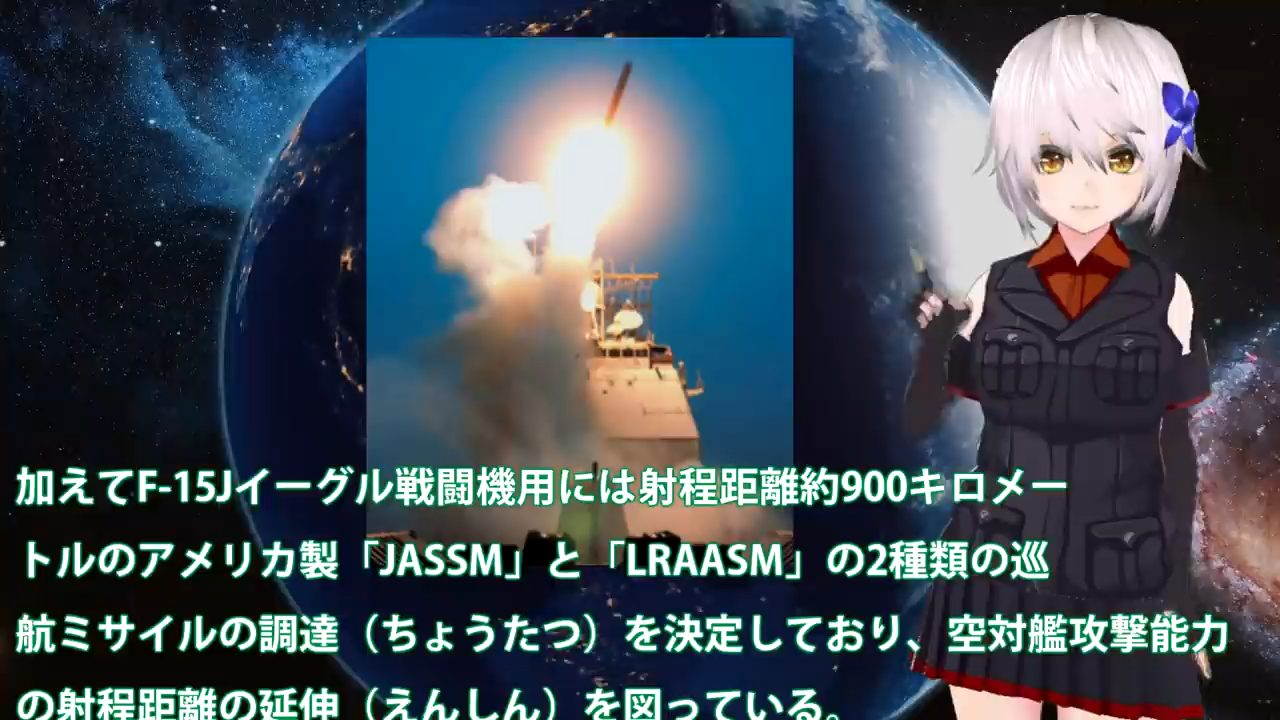 加えてF-15Jイーグル戦闘機用には射程距離約900キロメー
トルのアメリカ製「JASSM」と「LRAASM」の2種類の巡
航ミサイルの調達（ちょうたつ）を決定しており、空対艦攻撃能力
の射程距離の延伸（えんしん）を図っている。